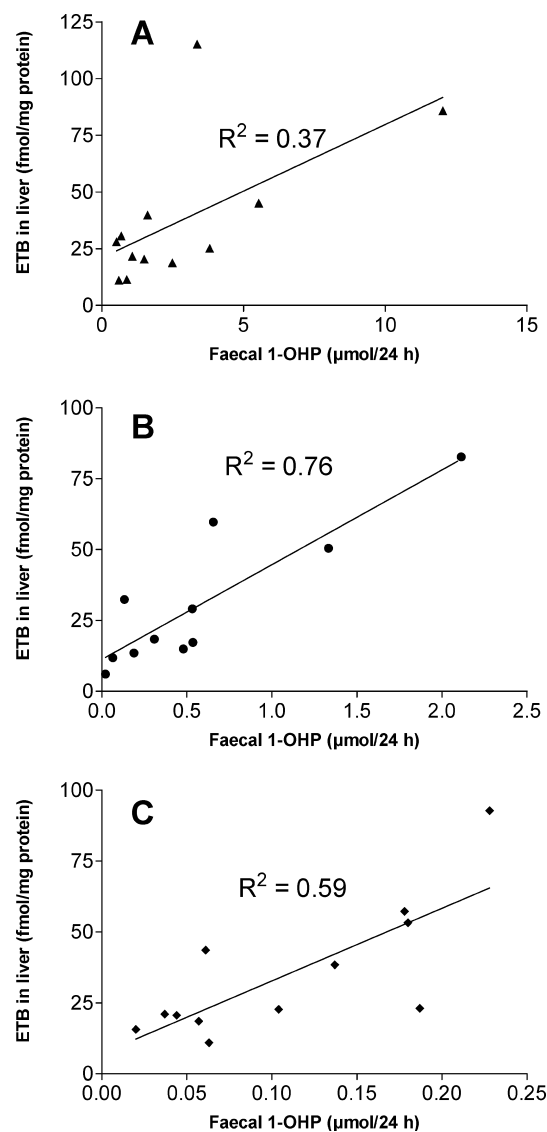 A
ETB in liver (fmol/mg protein)
125
100
75
50
25
0
R² = 0.37
0 5 10 15
Faecal 1-OHP (µmol/24 h)
B
ETB in liver (fmol/mg protein)
100
75
50
25
0
R² = 0.76
0.0 0.5 1.0 1.5 2.0 2.5
Faecal 1-OHP (µmol/24 h)
C
ETB in liver (fmol/mg protein)
100
75
50
25
0
R² = 0.59
0.00 0.05 0.10 0.15 0.20 0.25
Faecal 1-OHP (µmol/24 h)